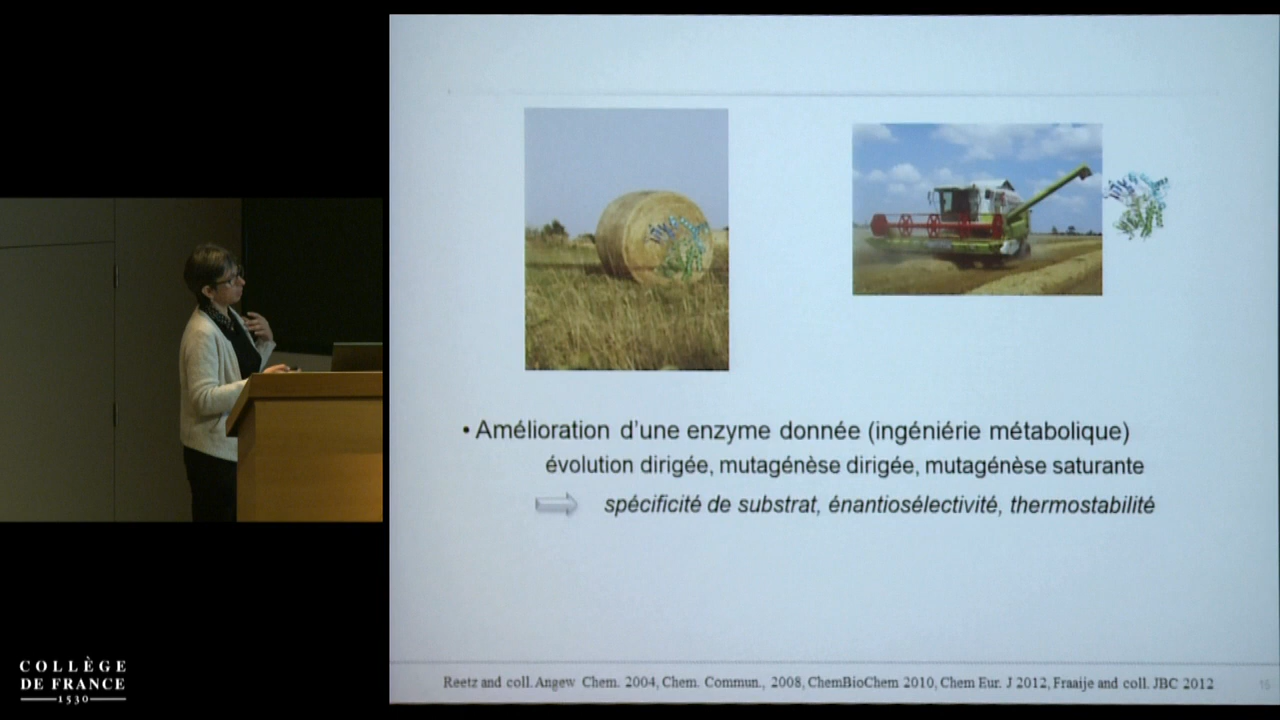 • Amélioration d'une enzyme donnée (ingéniérie métabolique)
évolution dirigée, mutagénèse dirigée, mutagénèse saturante
spécificité de substrat, énantiosélectivité, thermostabilité
Reetz and coll. Angew Chem. 2004, Chem. Commun., 2008, ChemBioChem 2010, Chem Eur. J 2012, Fraaije and coll. JBC 2012
15
COLLÈGE
DE FRANCE
1530